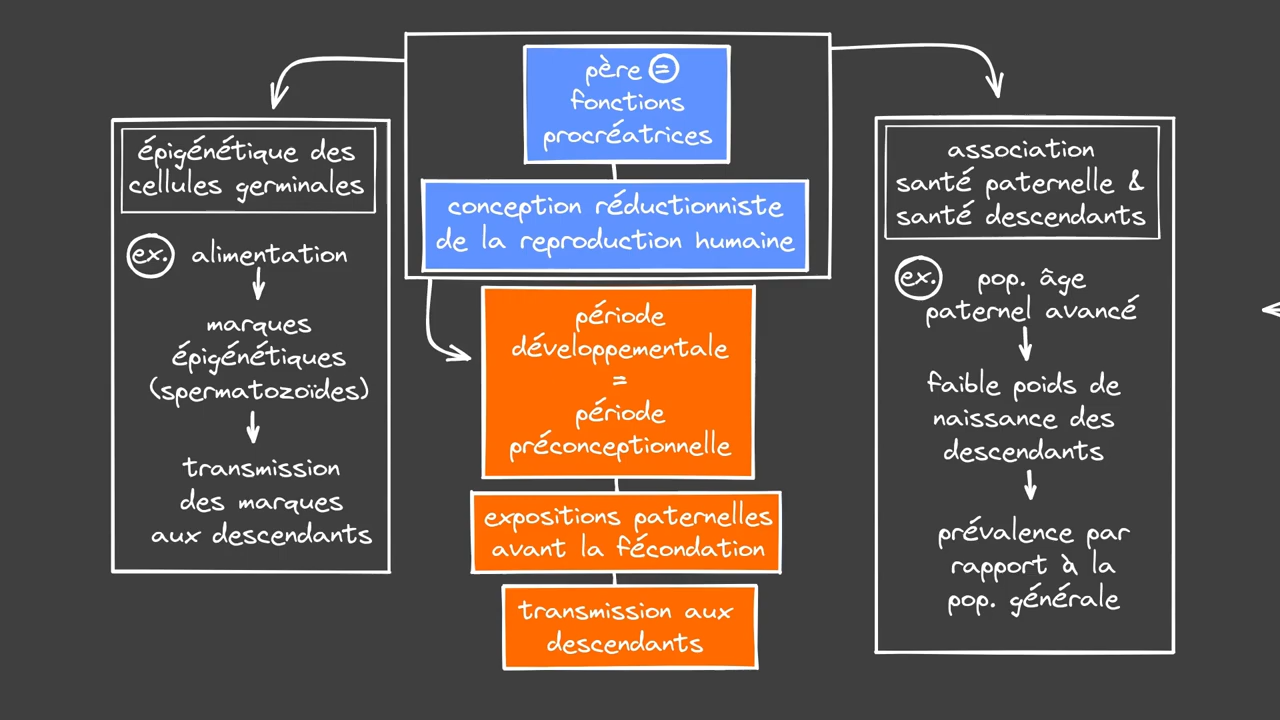 père =
fonctions
procréatrices
conception réductionniste
de la reproduction humaine
épigénétique des
cellules germinales
ex. alimentation
marques
épigénétiques
(spermatozoïdes)
transmission
des marques
aux descendants
période
développementale
=
période
préconceptionnelle
expositions paternelles
avant la fécondation
transmission aux
descendants
association
santé paternelle &
santé descendants
ex. pop. âge
paternel avancé
faible poids de
naissance des
descendants
prévalence par
rapport à la
pop. générale